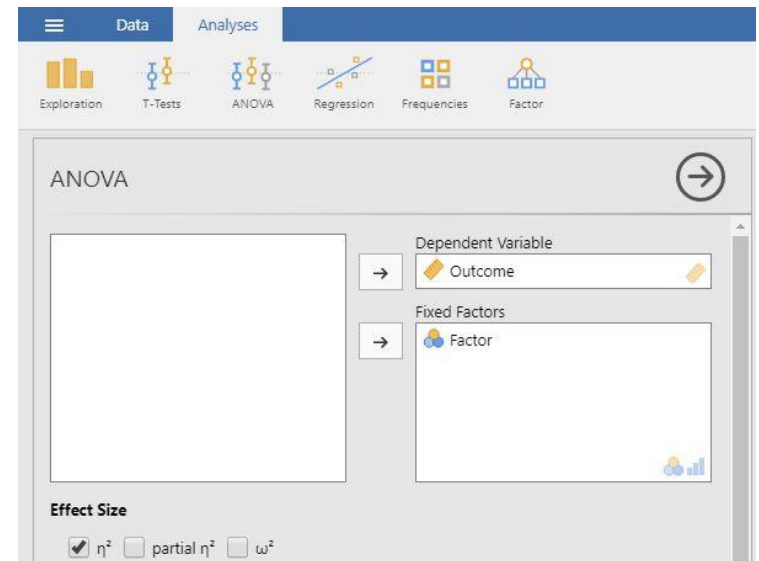 Data Analyses
Exploration T-Tests ANOVA Regression Frequencies Factor
ANOVA
Dependent Variable
Outcome
Fixed Factors
Factor
Effect Size
η² partial η² ω²